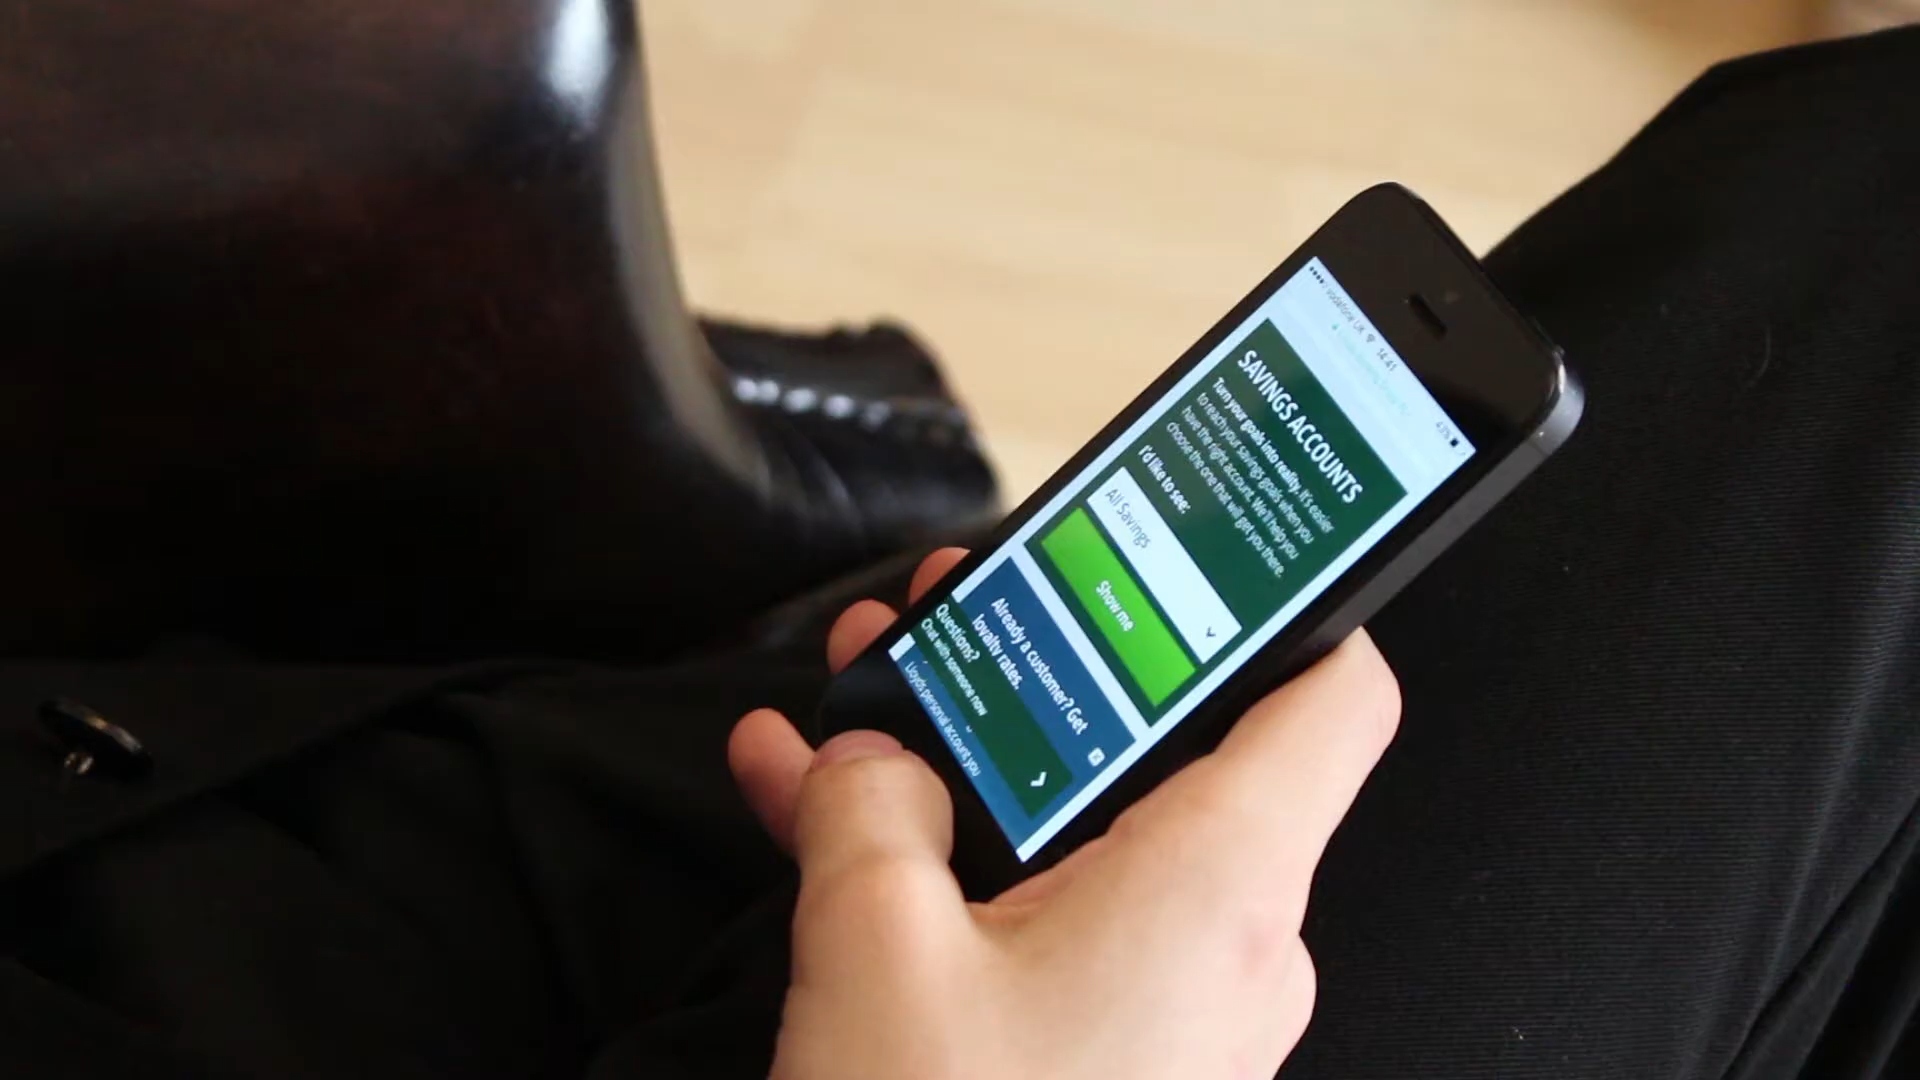 vodafone UK 14:41 43%
SAVINGS ACCOUNTS
Turn your goals into reality. It's easier
to reach your savings goals when you
have the right account. We'll help you
choose the one that will get you there.
I'd like to see:
All Savings
Show me
Already a customer? Get
loyalty rates.
Questions?
Chat with someone now
Lloyds personal account, you